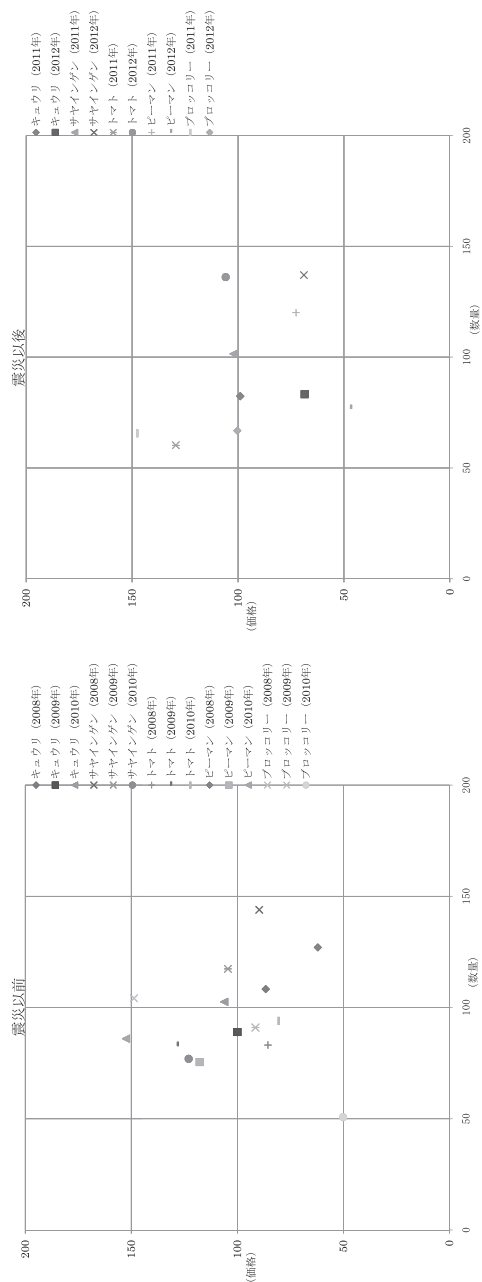 震災以前
200
150
100
50
0
（価格）
0
50
100
150
200
（数量）
キュウリ（2008年）
キュウリ（2009年）
キュウリ（2010年）
サヤインゲン（2008年）
サヤインゲン（2009年）
サヤインゲン（2010年）
トマト（2008年）
トマト（2009年）
トマト（2010年）
ピーマン（2008年）
ピーマン（2009年）
ピーマン（2010年）
ブロッコリー（2008年）
ブロッコリー（2009年）
ブロッコリー（2010年）
震災以後
200
150
100
50
0
（価格）
0
50
100
150
200
（数量）
キュウリ（2011年）
キュウリ（2012年）
サヤインゲン（2011年）
サヤインゲン（2012年）
トマト（2011年）
トマト（2012年）
ピーマン（2011年）
ピーマン（2012年）
ブロッコリー（2011年）
ブロッコリー（2012年）